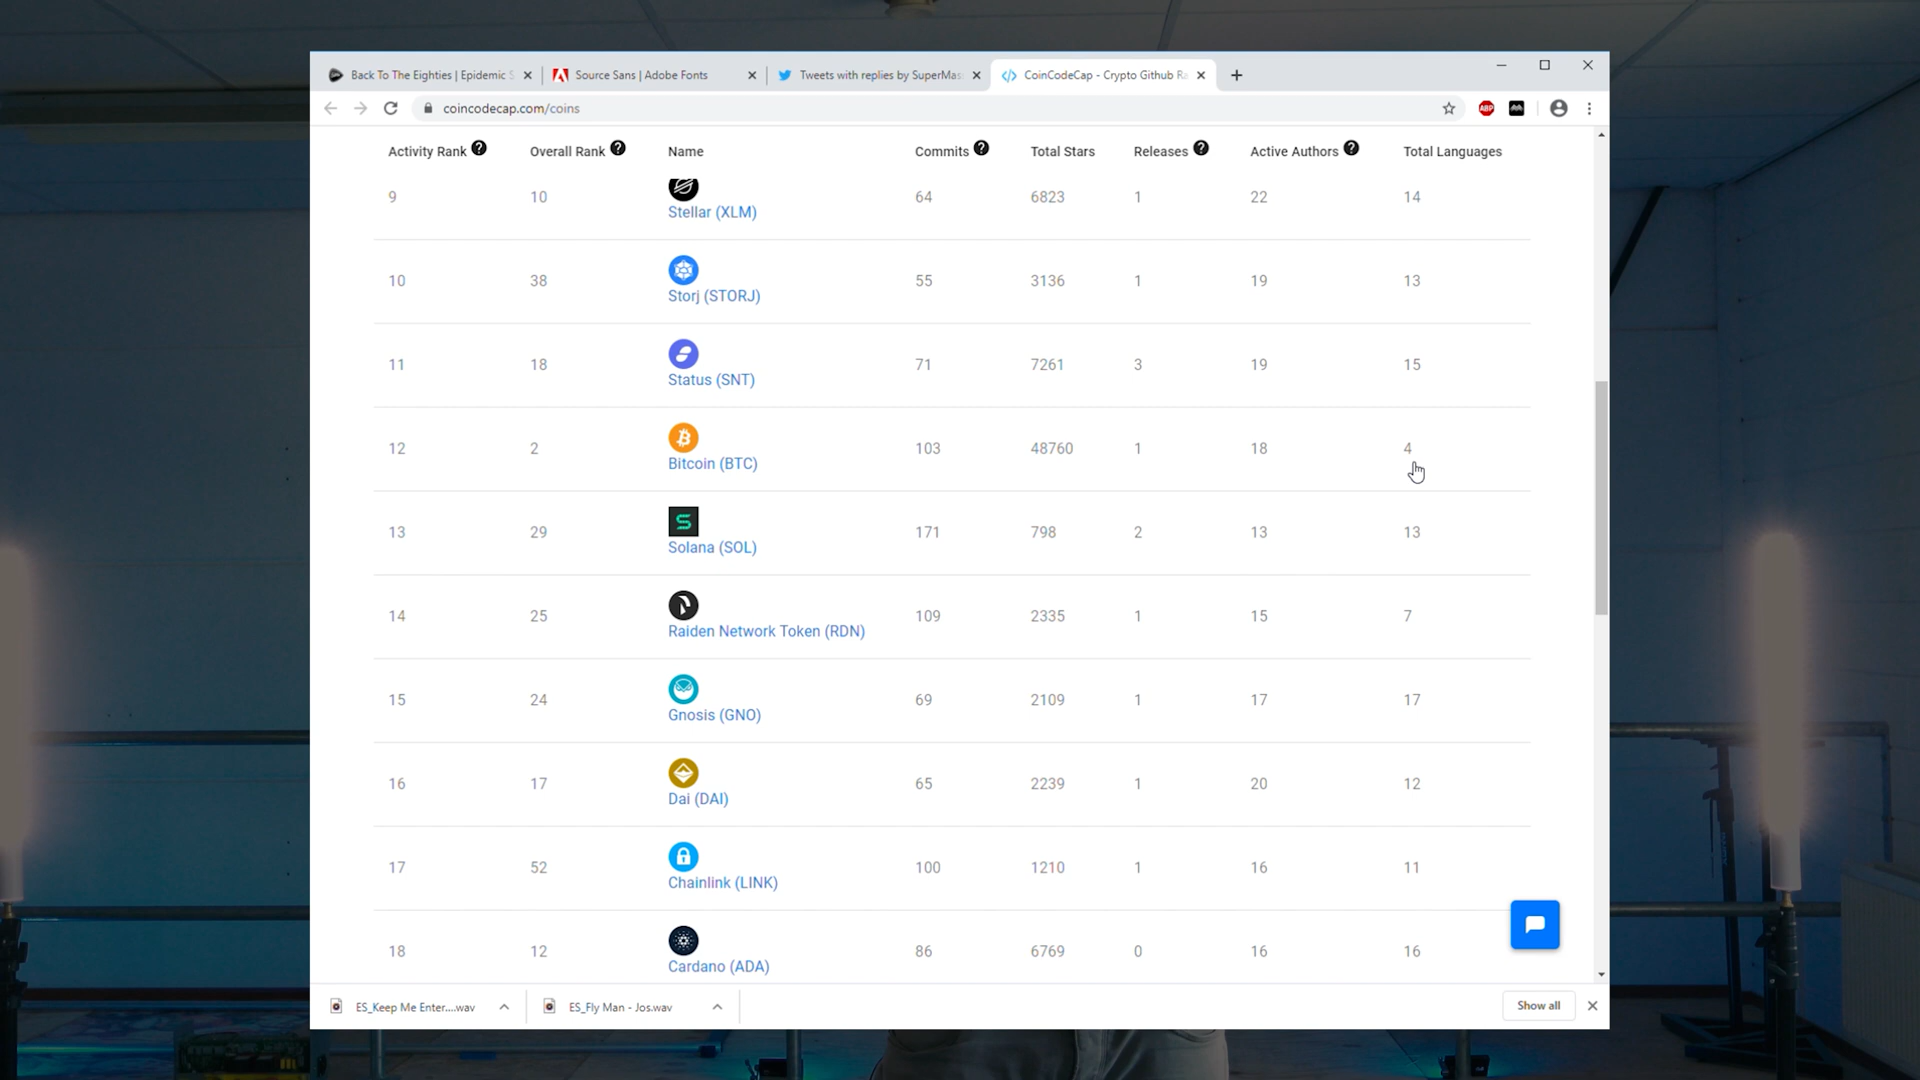 Back To The Eighties | Epidemic S
Source Sans | Adobe Fonts
Tweets with replies by SuperMas
CoinCodeCap - Crypto Github Ra
coincodecap.com/coins
ABP
Activity Rank ? Overall Rank ? Name Commits ? Total Stars Releases ? Active Authors ? Total Languages
9 10 Stellar (XLM) 64 6823 1 22 14
10 38 Storj (STORJ) 55 3136 1 19 13
11 18 Status (SNT) 71 7261 3 19 15
12 2 Bitcoin (BTC) 103 48760 1 18 4
13 29 Solana (SOL) 171 798 2 13 13
14 25 Raiden Network Token (RDN) 109 2335 1 15 7
15 24 Gnosis (GNO) 69 2109 1 17 17
16 17 Dai (DAI) 65 2239 1 20 12
17 52 Chainlink (LINK) 100 1210 1 16 11
18 12 Cardano (ADA) 86 6769 0 16 16
ES_Keep Me Enter....wav
ES_Fly Man - Jos.wav
Show all